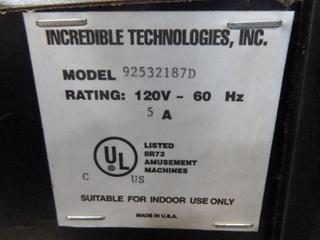 INCREDIBLE TECHNOLOGIES, INC.
MODEL 92532187D
RATING: 120V ~ 60 Hz
5 A
UL
LISTED
8R73
AMUSEMENT
MACHINES
C US
SUITABLE FOR INDOOR USE ONLY
MADE IN U.S.A.